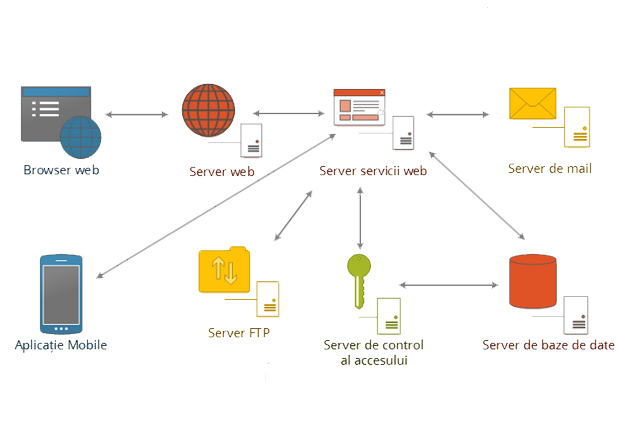 Browser web
Server web
Server servicii web
Server de mail
Aplicație Mobile
Server FTP
Server de control
al accesului
Server de baze de date